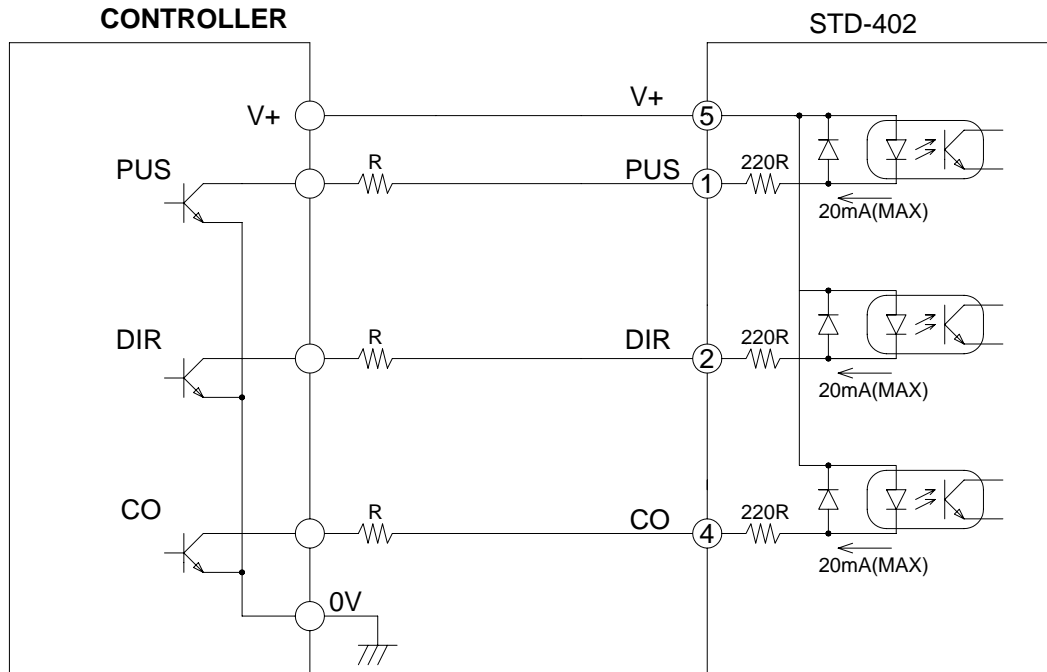 CONTROLLER
STD-402
V+
V+
5
PUS
R
PUS
1
220R
20mA(MAX)
DIR
R
DIR
2
220R
20mA(MAX)
CO
R
CO
4
220R
20mA(MAX)
0V